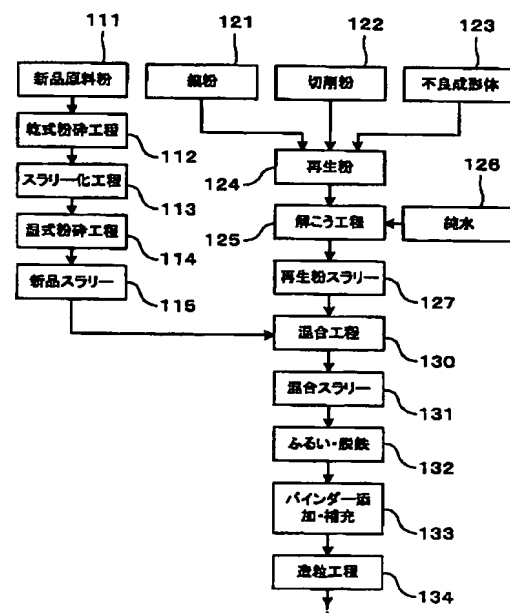 111
121
122
123
新品原料粉
細粉
切削粉
不良成形体
乾式粉砕工程
112
再生粉
124
126
スラリー化工程
113
解こう工程
125
純水
湿式粉砕工程
114
再生粉スラリー
127
新品スラリー
115
混合工程
130
混合スラリー
131
ふるい・脱鉄
132
バインダー添
加・補充
133
造粒工程
134